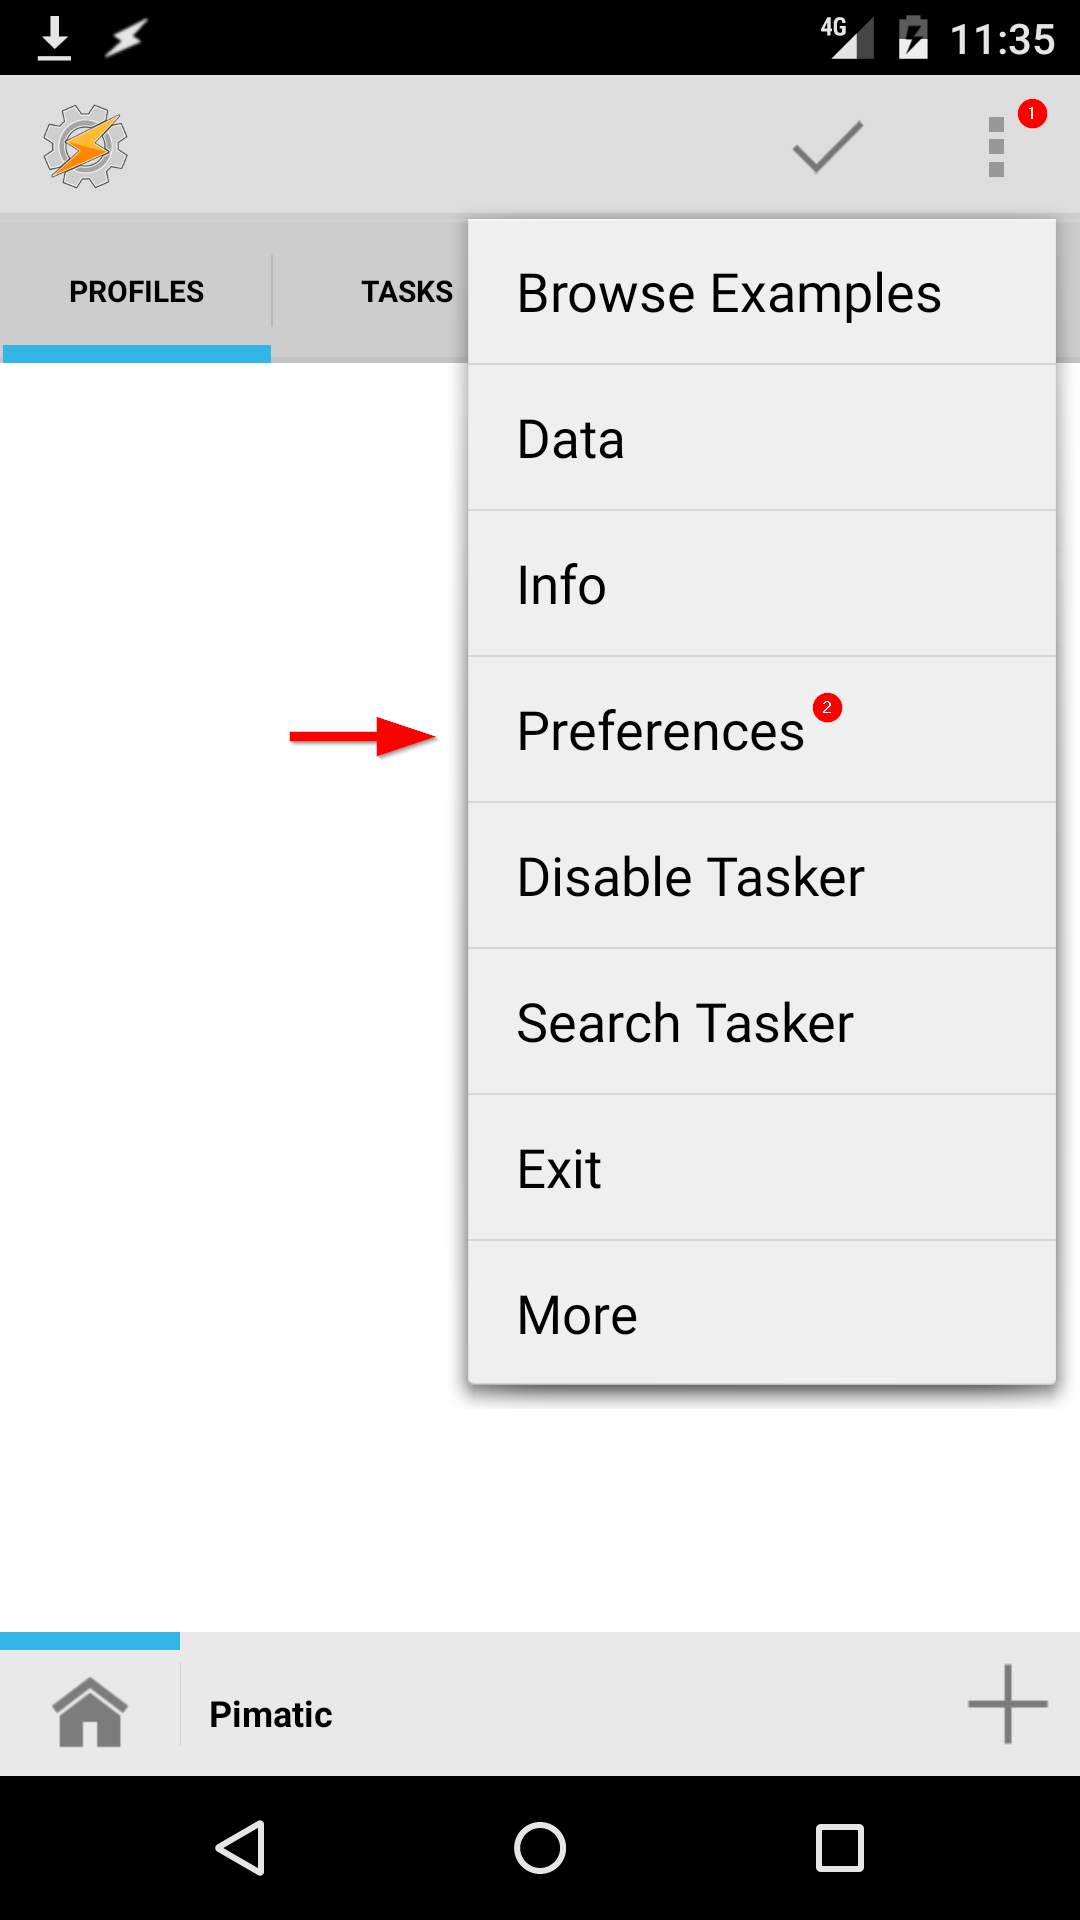 4G 11:35
1
PROFILES TASKS
Browse Examples
Data
Info
Preferences 2
Disable Tasker
Search Tasker
Exit
More
Pimatic